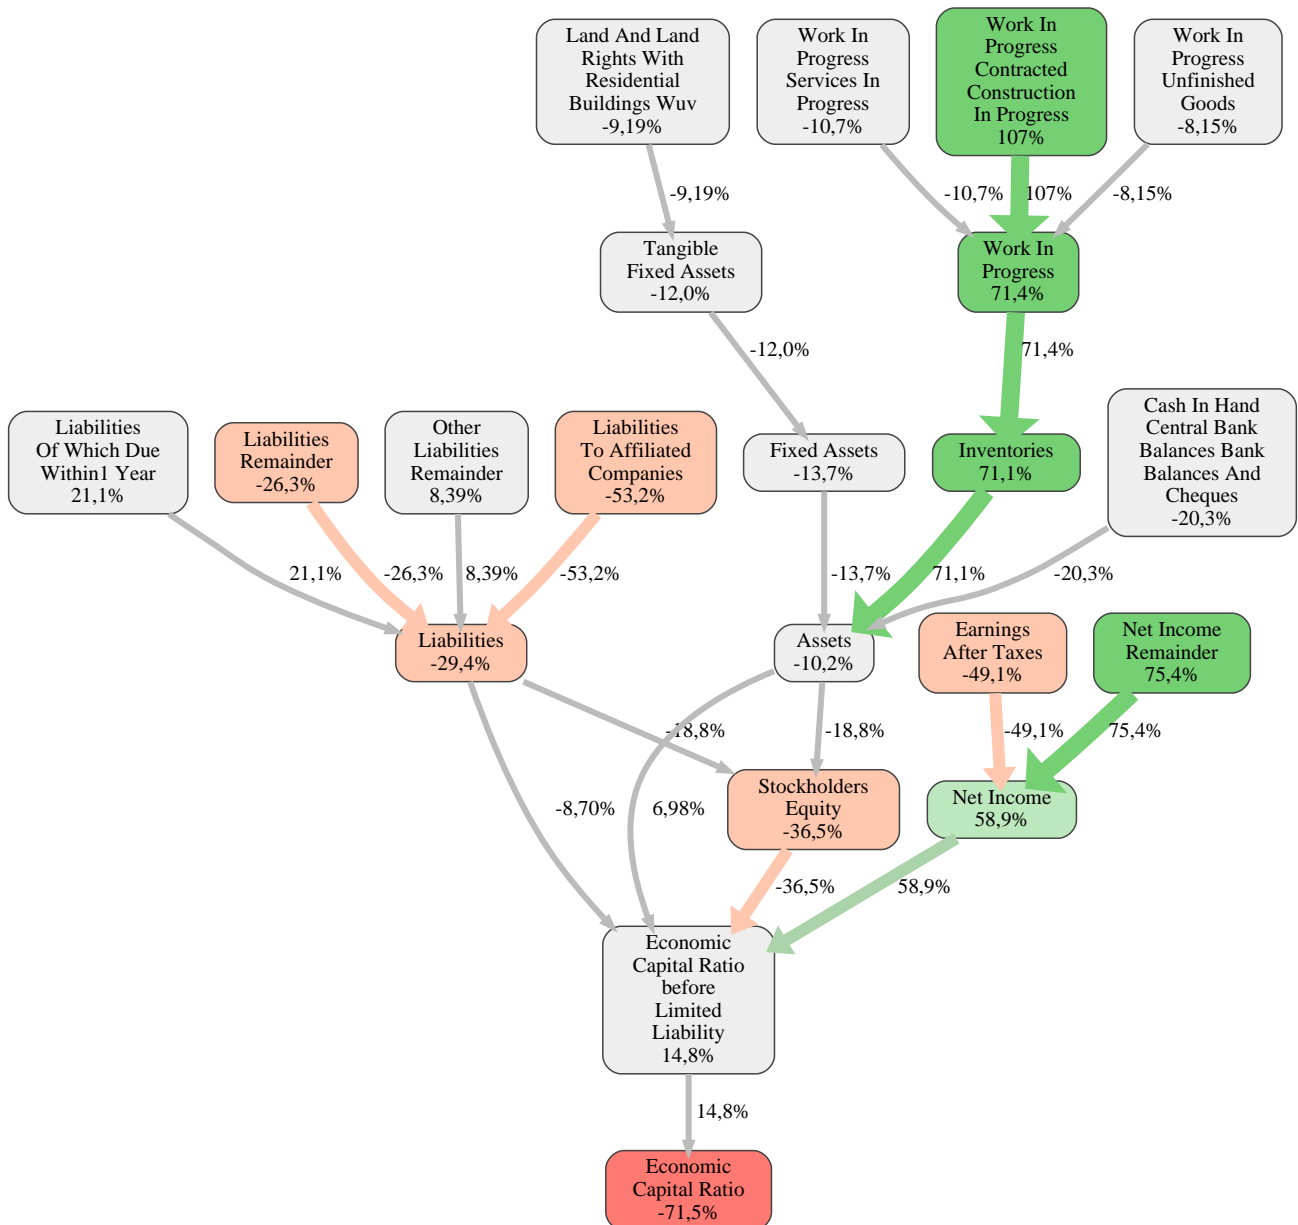 Land And Land
Rights With
Residential
Buildings Wuv
-9,19%
Work In
Progress
Services In
Progress
-10,7%
Work In
Progress
Contracted
Construction
In Progress
107%
Work In
Progress
Unfinished
Goods
-8,15%
-9,19%
-10,7%
107%
-8,15%
Tangible
Fixed Assets
-12,0%
Work In
Progress
71,4%
-12,0%
71,4%
Liabilities
Of Which Due
Within1 Year
21,1%
Liabilities
Remainder
-26,3%
Other
Liabilities
Remainder
8,39%
Liabilities
To Affiliated
Companies
-53,2%
Fixed Assets
-13,7%
Inventories
71,1%
Cash In Hand
Central Bank
Balances Bank
Balances And
Cheques
-20,3%
21,1%
-26,3%
8,39%
-53,2%
-13,7%
71,1%
-20,3%
Liabilities
-29,4%
Assets
-10,2%
Earnings
After Taxes
-49,1%
Net Income
Remainder
75,4%
-18,8%
-18,8%
-49,1%
75,4%
Stockholders
Equity
-36,5%
Net Income
58,9%
-8,70%
6,98%
-36,5%
58,9%
Economic
Capital Ratio
before
Limited
Liability
14,8%
14,8%
Economic
Capital Ratio
-71,5%